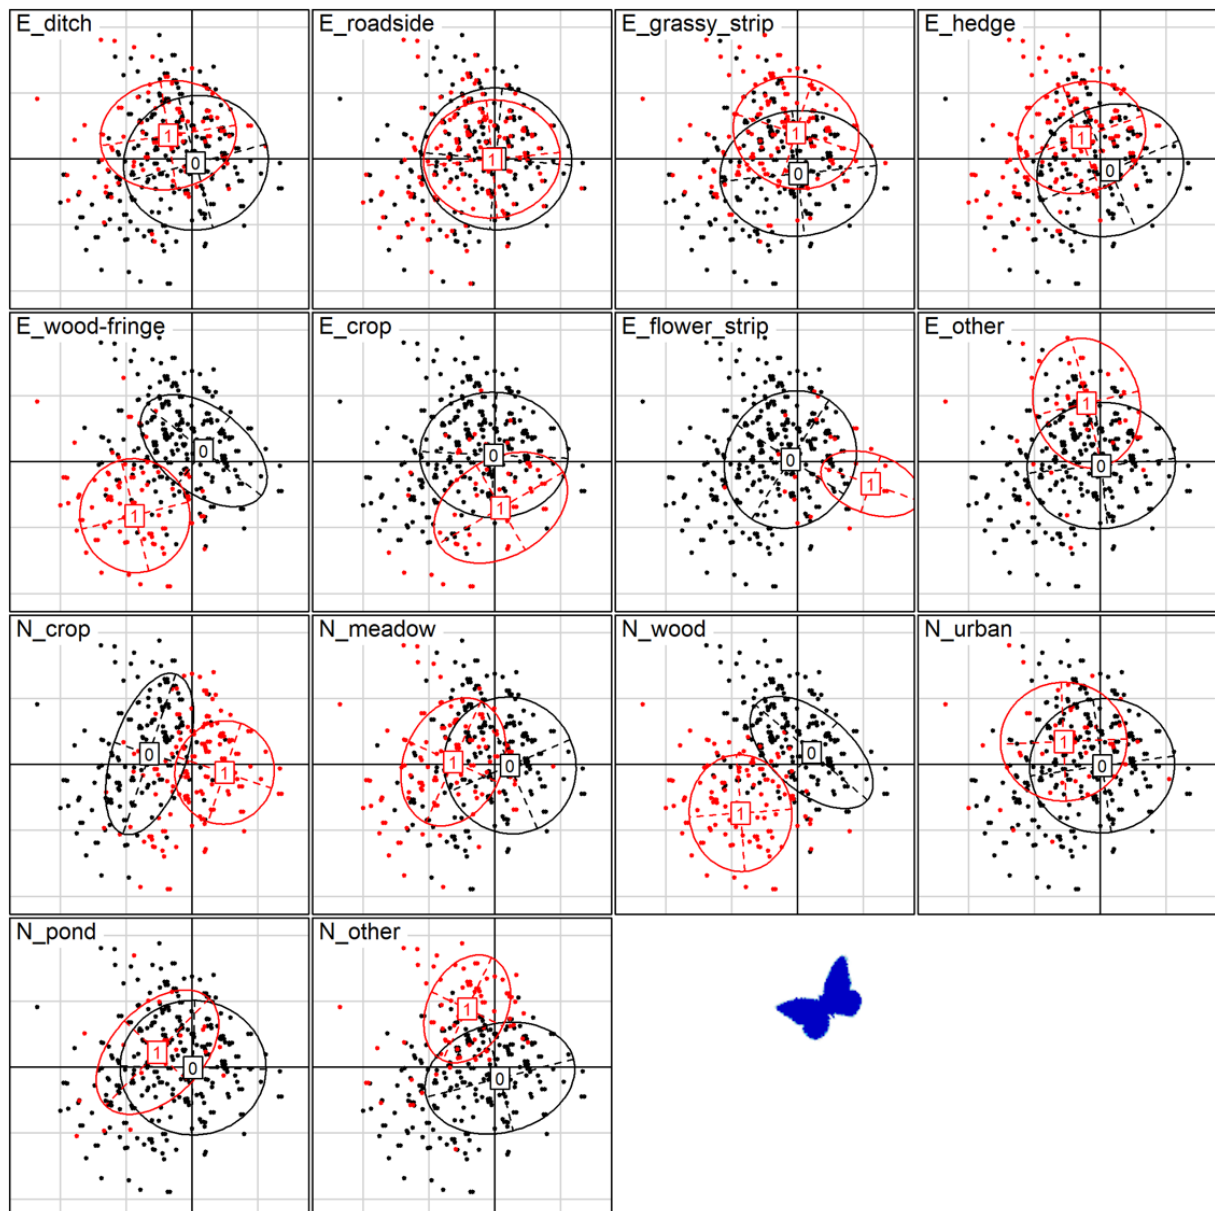 E_ditch
E_roadside
E_grassy_strip
E_hedge
1
0
1
1
0
1
0
E_wood-fringe
E_crop
E_flower_strip
E_other
0
1
0
1
0
1
1
0
N_crop
N_meadow
N_wood
N_urban
0
1
1
0
0
1
1
0
N_pond
N_other
1
0
1
0